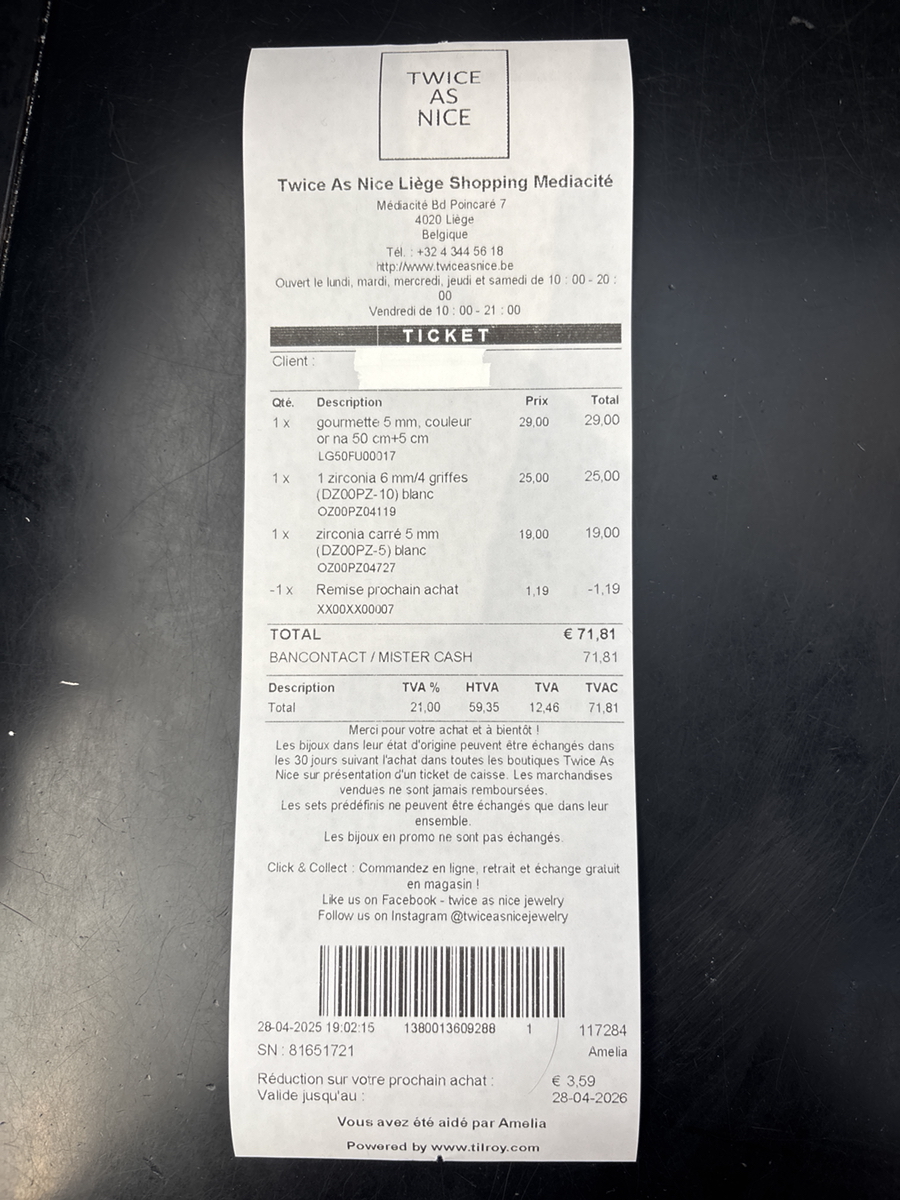 TWICE
AS
NICE
Twice As Nice Liège Shopping Mediacité
Médiacité Bd Poincaré 7
4020 Liège
Belgique
Tél. : +32 4 344 56 18
http://www.twiceasnice.be
Ouvert le lundi, mardi, mercredi, jeudi et samedi de 10 : 00 - 20 :
00
Vendredi de 10 : 00 - 21 : 00
TICKET
Client :
Qté. Description Prix Total
1 x gourmette 5 mm, couleur 29,00 29,00
or na 50 cm+5 cm
LG50FU00017
1 x 1 zirconia 6 mm/4 griffes 25,00 25,00
(DZ00PZ-10) blanc
OZ00PZ04119
1 x zirconia carré 5 mm 19,00 19,00
(DZ00PZ-5) blanc
OZ00PZ04727
-1 x Remise prochain achat 1,19 -1,19
XX00XX00007
TOTAL € 71,81
BANCONTACT / MISTER CASH 71,81
Description TVA % HTVA TVA TVAC
Total 21,00 59,35 12,46 71,81
Merci pour votre achat et à bientôt !
Les bijoux dans leur état d'origine peuvent être échangés dans
les 30 jours suivant l'achat dans toutes les boutiques Twice As
Nice sur présentation d'un ticket de caisse. Les marchandises
vendues ne sont jamais remboursées.
Les sets prédéfinis ne peuvent être échangés que dans leur
ensemble.
Les bijoux en promo ne sont pas échangés.
Click & Collect : Commandez en ligne, retrait et échange gratuit
en magasin !
Like us on Facebook - twice as nice jewelry
Follow us on Instagram @twiceasnicejewelry
28-04-2025 19:02:15 1380013609288 1 117284
SN : 81651721 Amelia
Réduction sur votre prochain achat : € 3,59
Valide jusqu'au : 28-04-2026
Vous avez été aidé par Amelia
Powered by www.tilroy.com